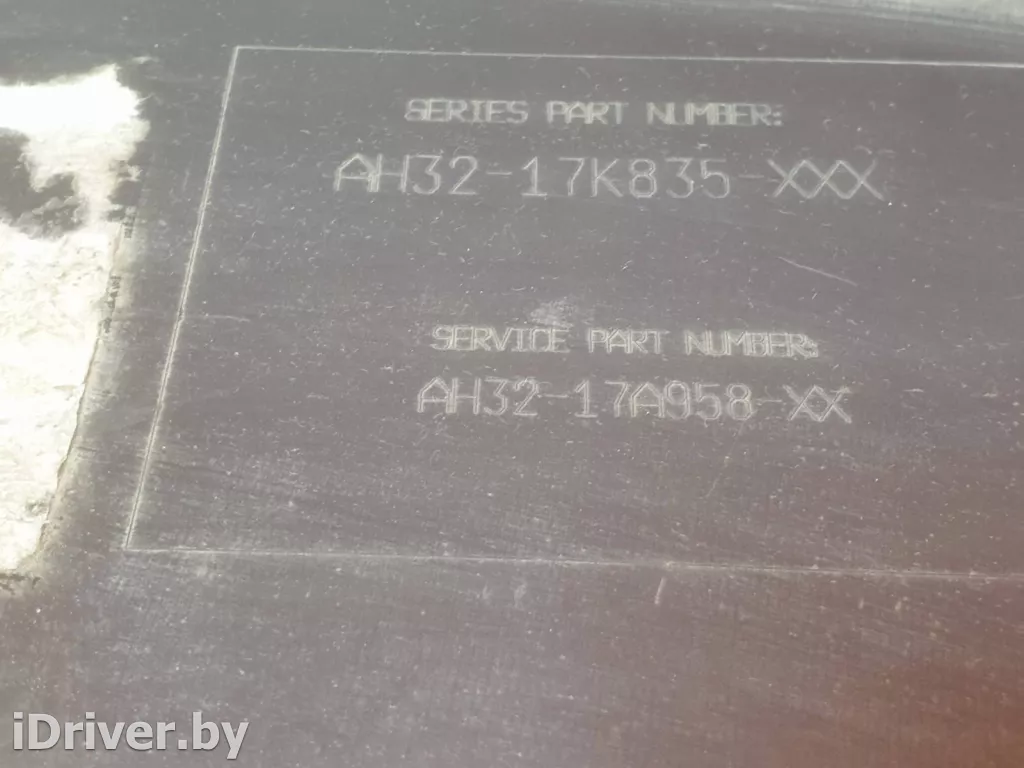 SERIES PART NUMBER:
AH32-17K835-XXX
SERVICE PART NUMBER:
AH32-17A958-XX
iDriver.by